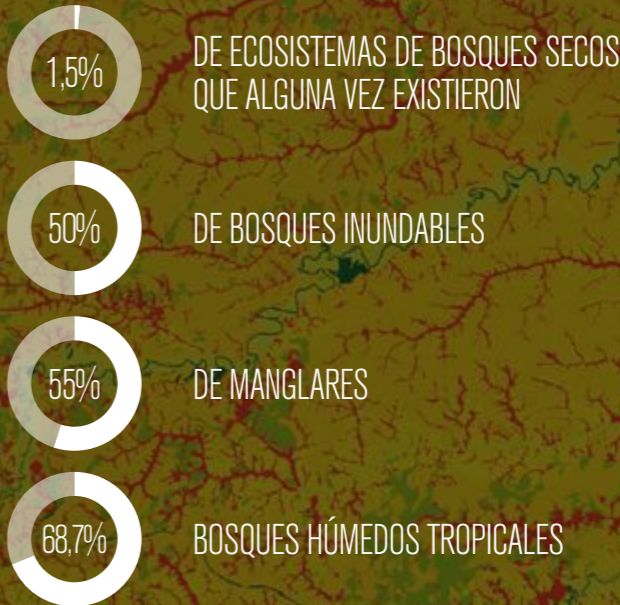 1,5%
DE ECOSISTEMAS DE BOSQUES SECOS
QUE ALGUNA VEZ EXISTIERON
50%
DE BOSQUES INUNDABLES
55%
DE MANGLARES
68,7%
BOSQUES HÚMEDOS TROPICALES